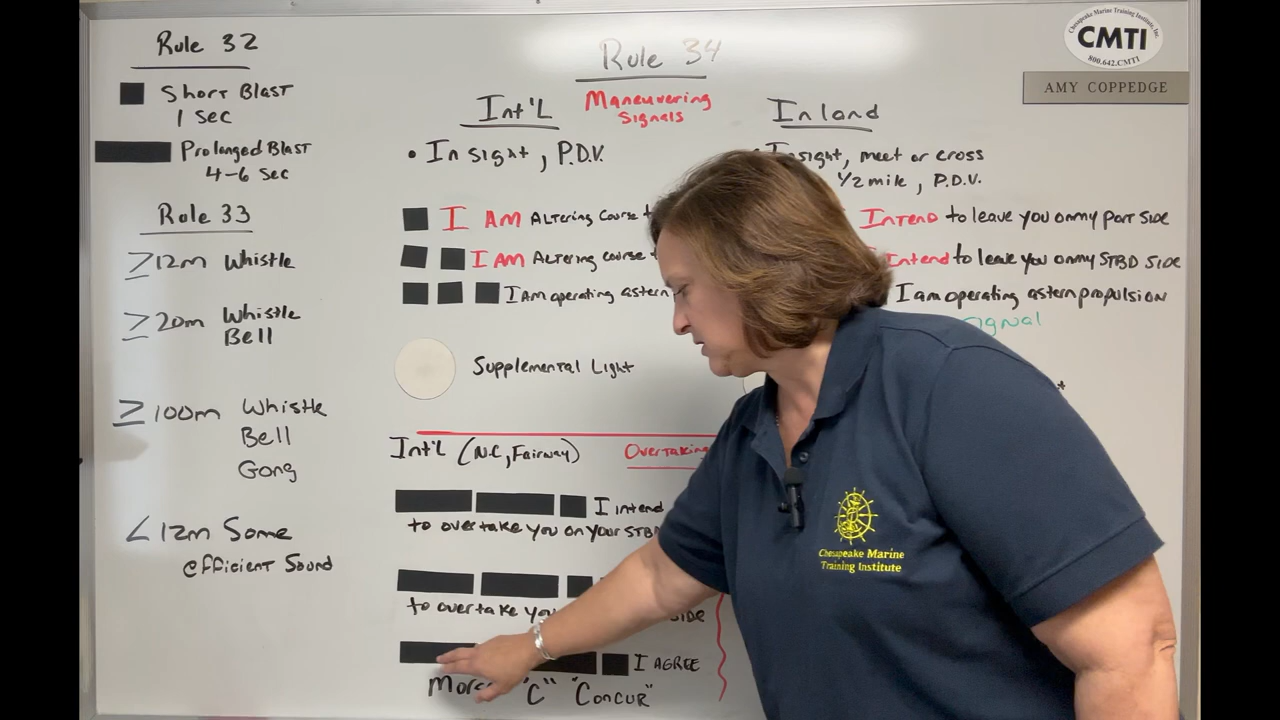 Rule 32
Short Blast
1 Sec
Prolonged Blast
4-6 Sec
Rule 33
≥12m Whistle
≥20m Whistle
Bell
≥100m Whistle
Bell
Gong
<12m Some
efficient Sound
Rule 34
Maneuvering
Signals
Int'L
• In sight, P.D.V.
I AM Altering Course
I AM Altering course
I am operating astern
Supplemental Light
Int'L (N.C, Fairway)
Overtaking
I intend
to overtake you on your STBD
to overtake you
SIDE
I AGREE
"C" "Concur"
Inland
In sight, meet or cross
1/2 mile, P.D.V.
Intend to leave you on my port side
Intend to leave you on my STBD side
I am operating astern propulsion
Chesapeake Marine Training Institute, Inc.
CMTI
800.642.CMTI
AMY COPPEDGE
Chesapeake Marine
Training Institute